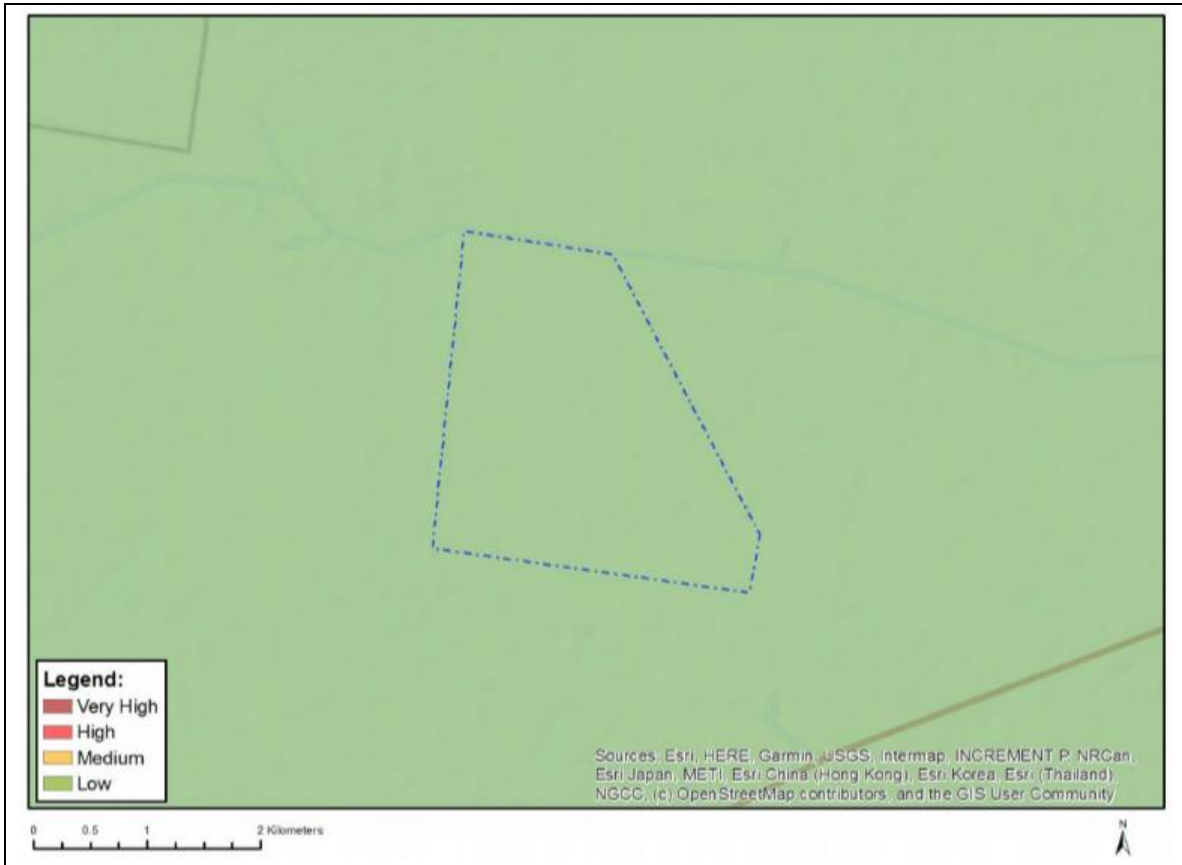 Legend:
Very High
High
Medium
Low
Sources: Esri, HERE, Garmin, USGS, Intermap, INCREMENT P, NRCan,
Esri Japan, METI, Esri China (Hong Kong), Esri Korea, Esri (Thailand),
NGCC, (c) OpenStreetMap contributors, and the GIS User Community
0 0.5 1 2 Kilometers
N